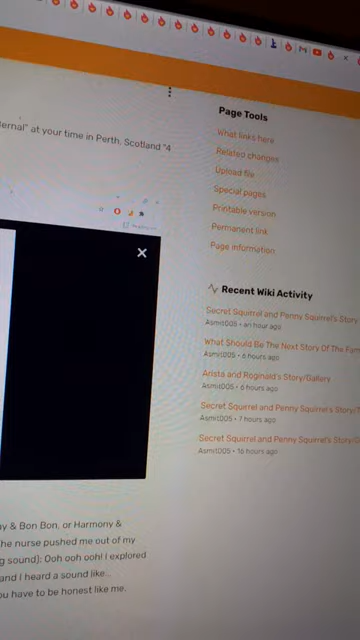 ernal" at your time in Perth, Scotland "4
Page Tools
What links here
Related changes
Upload file
Special pages
Printable version
Permanent link
Page information
Recent Wiki Activity
Secret Squirrel and Penny Squirrel's Story
Asmit005 • an hour ago
What Should Be The Next Story Of The Fam
Asmit005 • 6 hours ago
Arista and Reginald's Story/Gallery
Asmit005 • 6 hours ago
Secret Squirrel and Penny Squirrel's Story/
Asmit005 • 7 hours ago
Secret Squirrel and Penny Squirrel's Story/G
Asmit005 • 16 hours ago
y & Bon Bon, or Harmony &
he nurse pushed me out of my
g sound): Ooh ooh ooh! I explored
and I heard a sound like...
ou have to be honest like me.